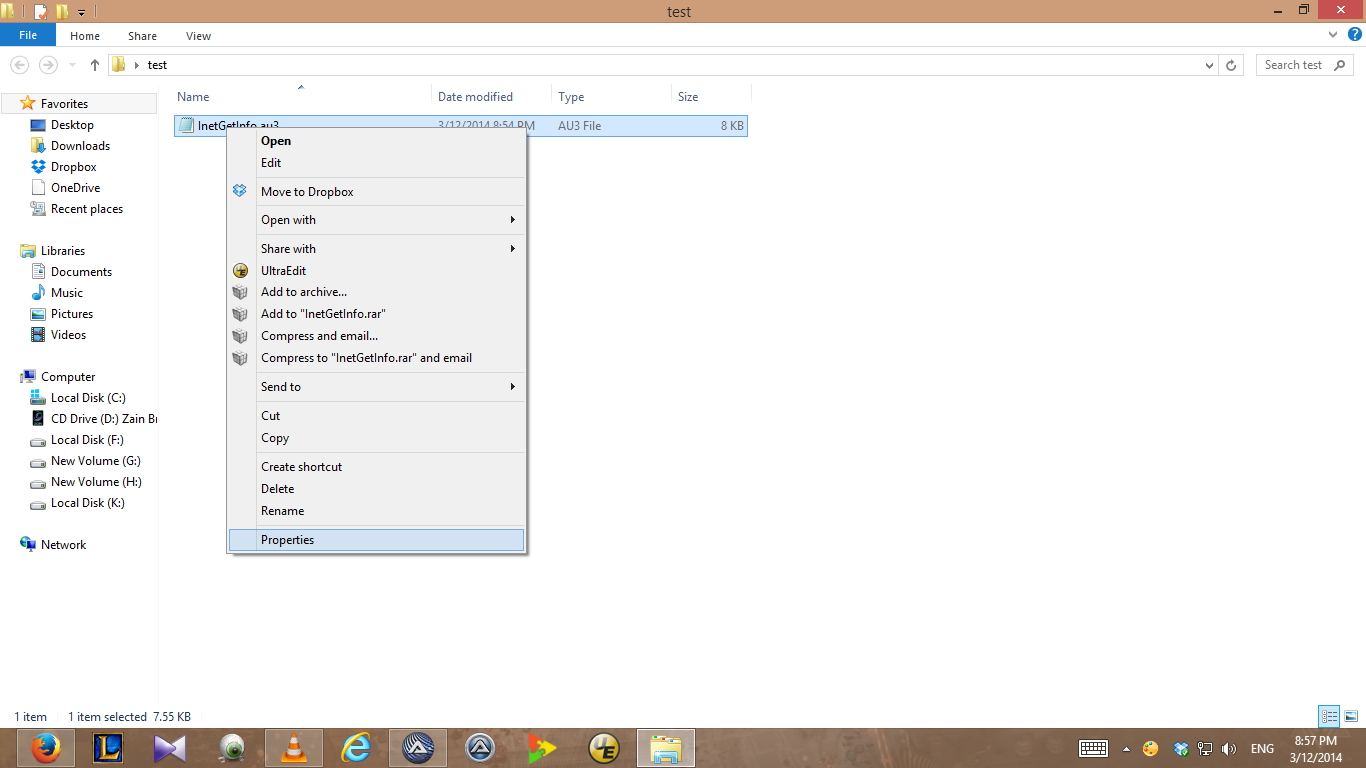 test
File Home Share View
test
Search test
Name Date modified Type Size
InetGetInfo.au3 3/12/2014 8:54 PM AU3 File 8 KB
Favorites
Desktop
Downloads
Dropbox
OneDrive
Recent places
Libraries
Documents
Music
Pictures
Videos
Computer
Local Disk (C:)
CD Drive (D:) Zain Br
Local Disk (F:)
New Volume (G:)
New Volume (H:)
Local Disk (K:)
Network
Open
Edit
Move to Dropbox
Open with
Share with
UltraEdit
Add to archive...
Add to "InetGetInfo.rar"
Compress and email...
Compress to "InetGetInfo.rar" and email
Send to
Cut
Copy
Create shortcut
Delete
Rename
Properties
1 item 1 item selected 7.55 KB
ENG
8:57 PM
3/12/2014